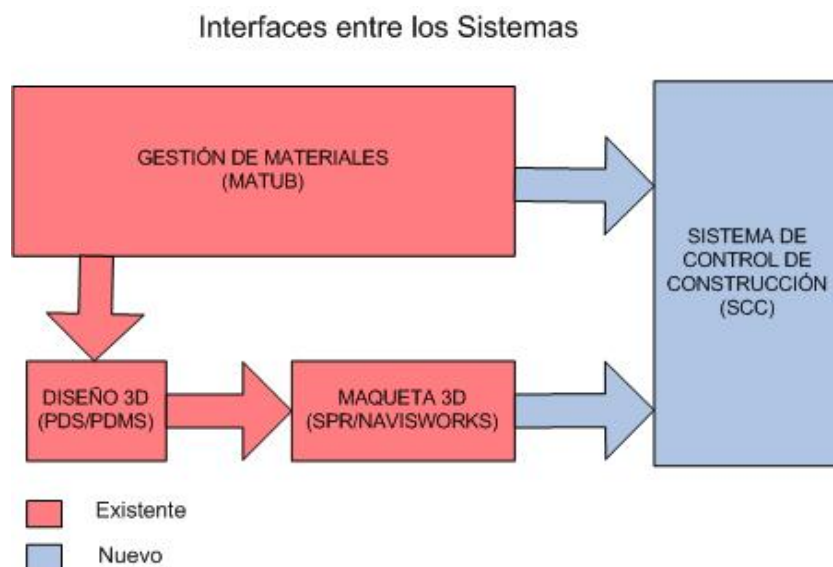 Interfaces entre los Sistemas
GESTIÓN DE MATERIALES
(MATUB)
SISTEMA DE
CONTROL DE
CONSTRUCCIÓN
(SCC)
DISEÑO 3D
(PDS/PDMS)
MAQUETA 3D
(SPR/NAVISWORKS)
Existente
Nuevo